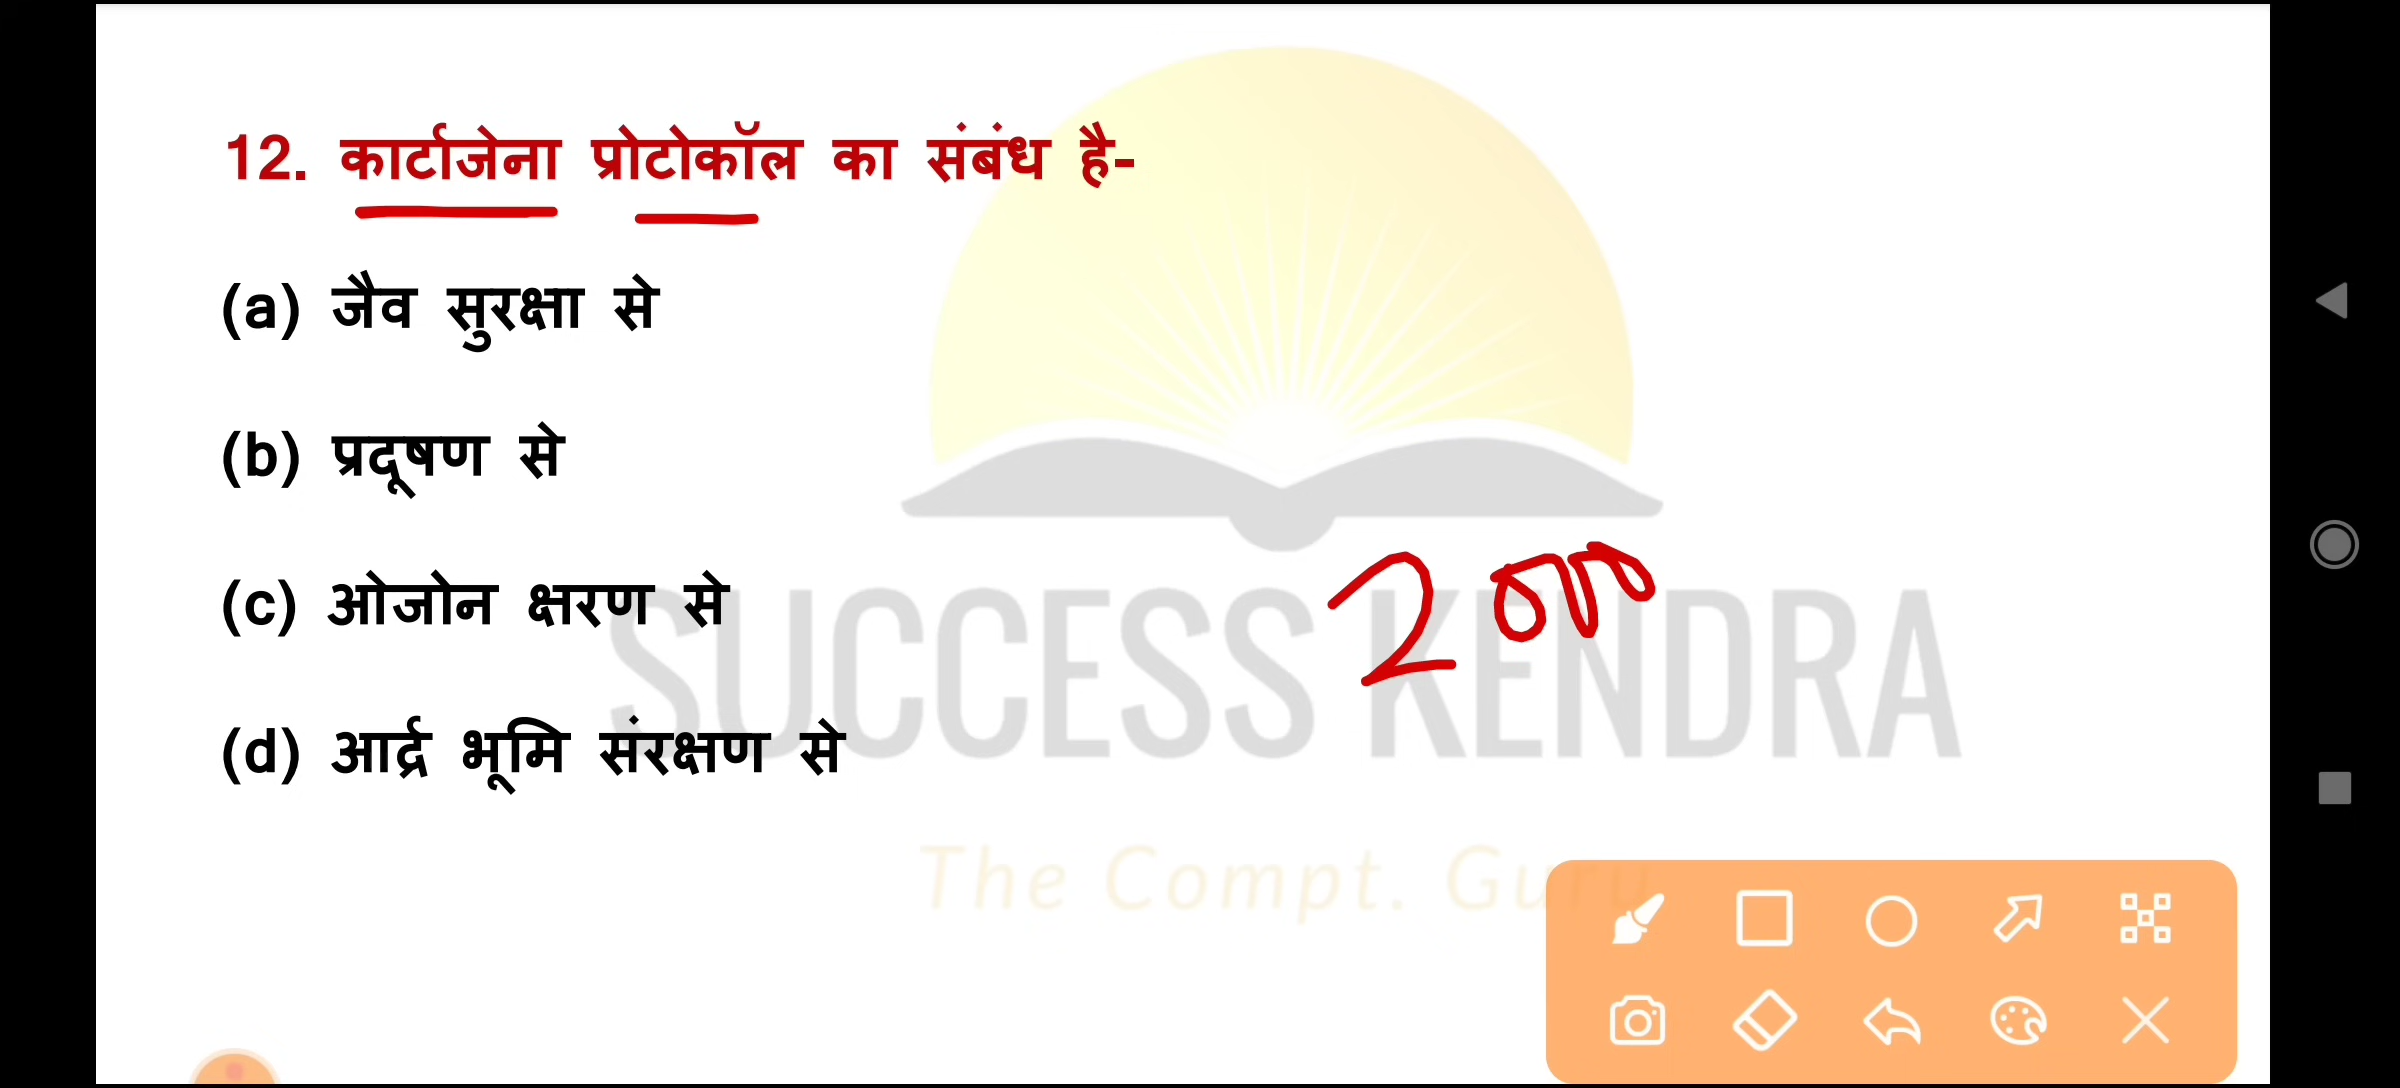 12. कार्टाजेना प्रोटोकॉल का संबंध है-
(a) जैव सुरक्षा से
(b) प्रदूषण से
(c) ओजोन क्षरण से
(d) आर्द्र भूमि संरक्षण से
2000
SUCCESS KENDRA
The Compt. Guru